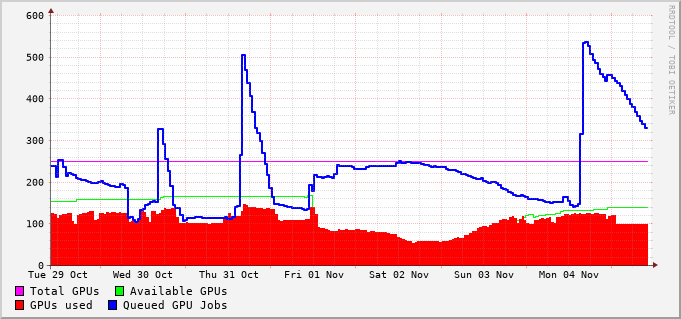 600
500
400
300
200
100
0
Tue 29 Oct Wed 30 Oct Thu 31 Oct Fri 01 Nov Sat 02 Nov Sun 03 Nov Mon 04 Nov
Total GPUs Available GPUs
GPUs used Queued GPU Jobs
RRDTOOL / TOBI OETIKER